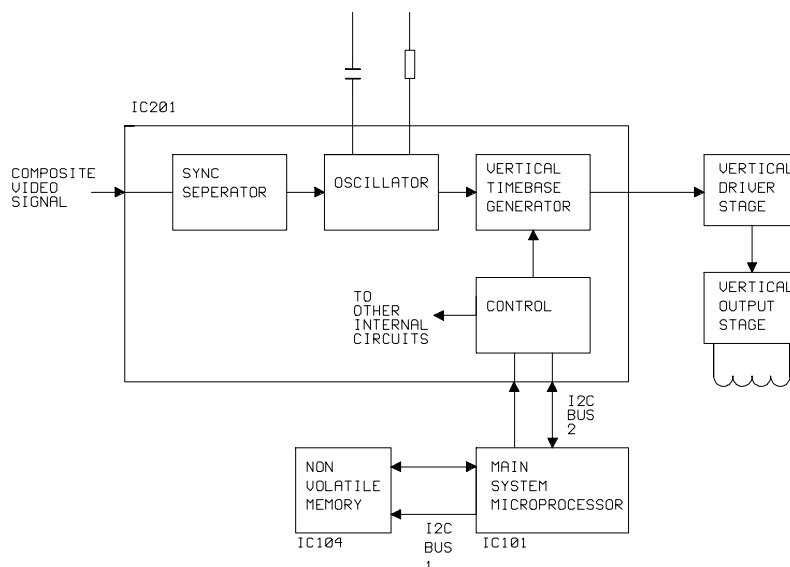 IC201
COMPOSITE
VIDEO
SIGNAL
SYNC
SEPERATOR
OSCILLATOR
VERTICAL
TIMEBASE
GENERATOR
VERTICAL
DRIVER
STAGE
TO
OTHER
INTERNAL
CIRCUITS
CONTROL
VERTICAL
OUTPUT
STAGE
I2C
BUS
2
NON
VOLATILE
MEMORY
MAIN
SYSTEM
MICROPROCESSOR
IC104
I2C
BUS
1
IC101